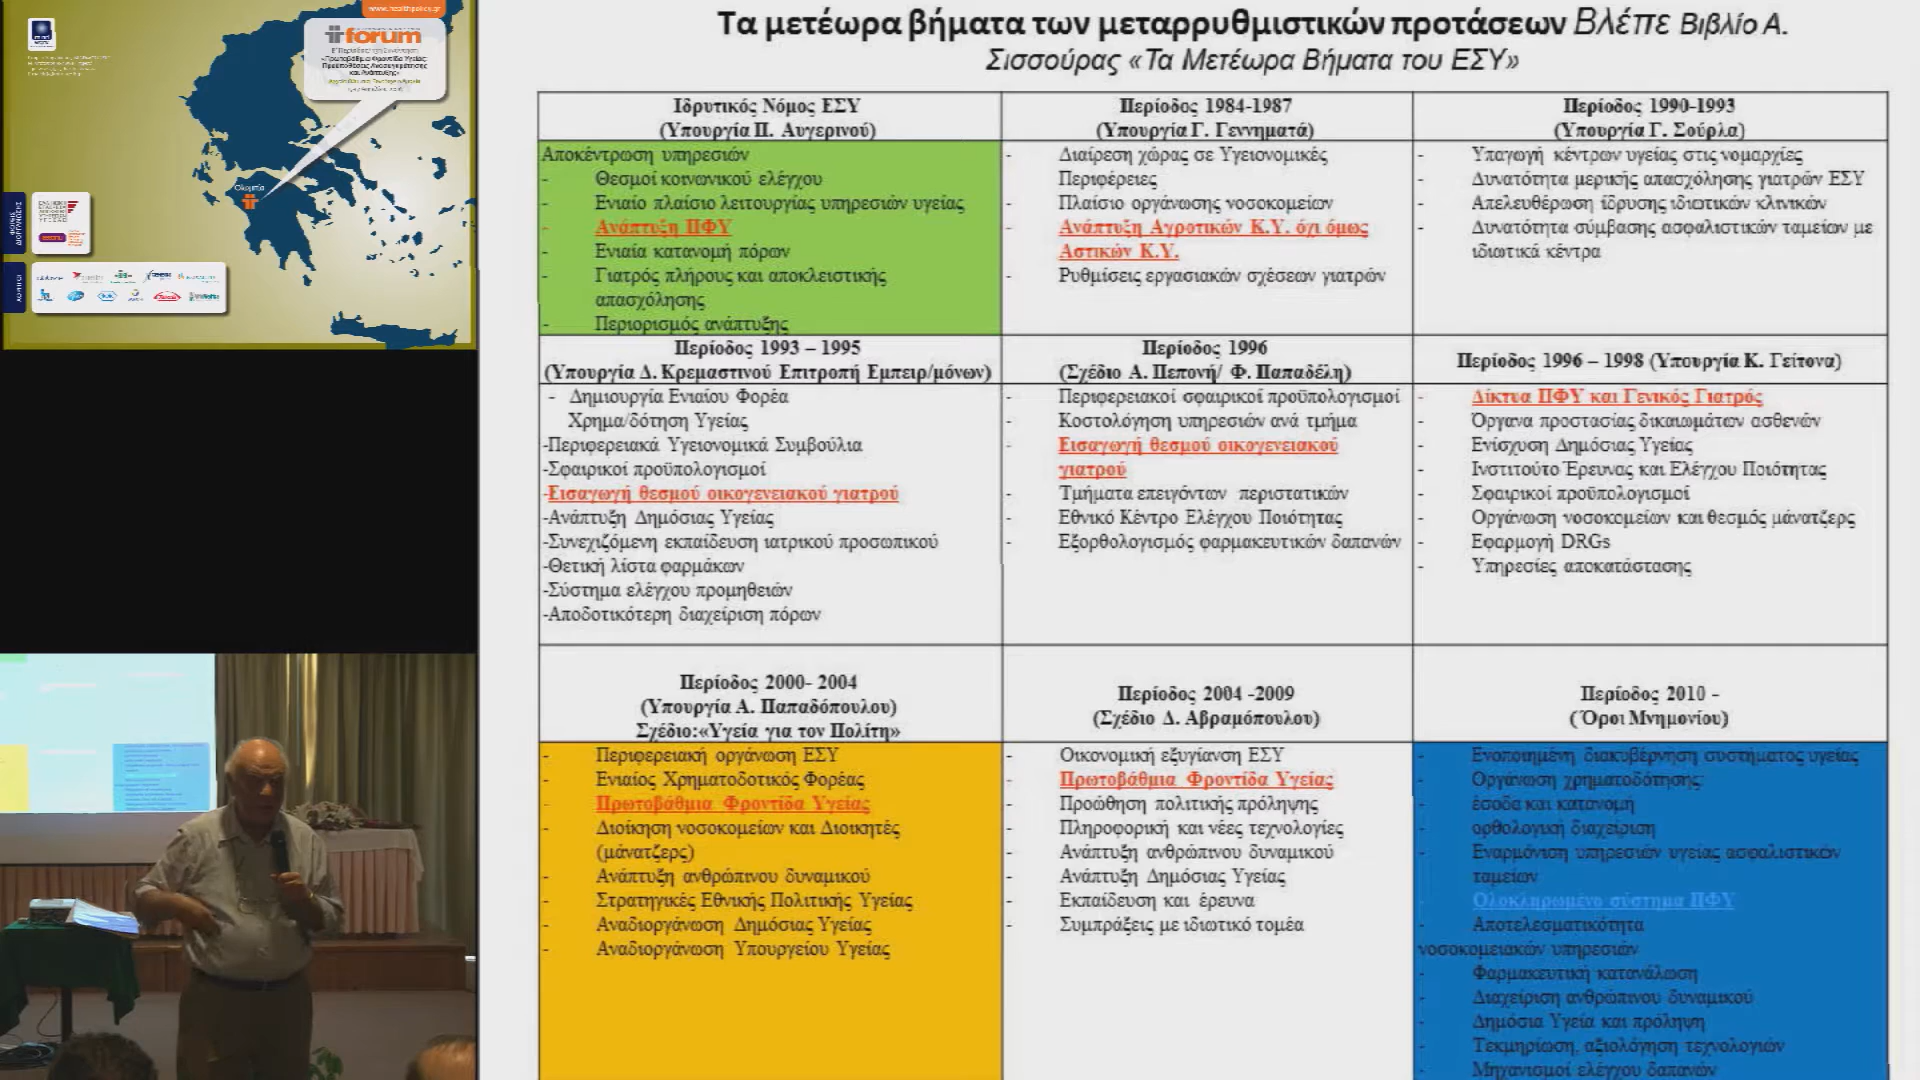 www.healthpolicy.gr
forum
«Πρωτοβάθμια Φροντίδα Υγείας:
Προϋποθέσεις Ανασυγκρότησης
και Ανάπτυξης»
Ολυμπία
Τα μετέωρα βήματα των μεταρρυθμιστικών προτάσεων Βλέπε Βιβλίο Α.
Σισσούρας «Τα Μετέωρα Βήματα του ΕΣΥ»
Ιδρυτικός Νόμος ΕΣΥ
(Υπουργία Π. Αυγερινού)
Αποκέντρωση υπηρεσιών
- Θεσμοί κοινωνικού ελέγχου
- Ενιαίο πλαίσιο λειτουργίας υπηρεσιών υγείας
- Ανάπτυξη ΠΦΥ
- Ενιαία κατανομή πόρων
- Γιατρός πλήρους και αποκλειστικής
απασχόλησης
- Περιορισμός ανάπτυξης
Περίοδος 1984-1987
(Υπουργία Γ. Γεννηματά)
- Διαίρεση χώρας σε Υγειονομικές
Περιφέρειες
- Πλαίσιο οργάνωσης νοσοκομείων
- Ανάπτυξη Αγροτικών Κ.Υ. όχι όμως
Αστικών Κ.Υ.
- Ρυθμίσεις εργασιακών σχέσεων γιατρών
Περίοδος 1990-1993
(Υπουργία Γ. Σούρλα)
- Υπαγωγή κέντρων υγείας στις νομαρχίες
- Δυνατότητα μερικής απασχόλησης γιατρών ΕΣΥ
- Απελευθέρωση ίδρυσης ιδιωτικών κλινικών
- Δυνατότητα σύμβασης ασφαλιστικών ταμείων με
ιδιωτικά κέντρα
Περίοδος 1993 – 1995
(Υπουργία Δ. Κρεμαστινού Επιτροπή Εμπειρ/μόνων)
- Δημιουργία Ενιαίου Φορέα
Χρημα/δότηση Υγείας
-Περιφερειακά Υγειονομικά Συμβούλια
-Σφαιρικοί προϋπολογισμοί
-Εισαγωγή θεσμού οικογενειακού γιατρού
-Ανάπτυξη Δημόσιας Υγείας
-Συνεχιζόμενη εκπαίδευση ιατρικού προσωπικού
-Θετική λίστα φαρμάκων
-Σύστημα ελέγχου προμηθειών
-Αποδοτικότερη διαχείριση πόρων
Περίοδος 1996
(Σχέδιο Α. Πεπονή/ Φ. Παπαδέλη)
- Περιφερειακοί σφαιρικοί προϋπολογισμοί
- Κοστολόγηση υπηρεσιών ανά τμήμα
- Εισαγωγή θεσμού οικογενειακού
γιατρού
- Τμήματα επειγόντων περιστατικών
- Εθνικό Κέντρο Ελέγχου Ποιότητας
- Εξορθολογισμός φαρμακευτικών δαπανών
Περίοδος 1996 – 1998 (Υπουργία Κ. Γείτονα)
- Δίκτυα ΠΦΥ και Γενικός Γιατρός
- Όργανα προστασίας δικαιωμάτων ασθενών
- Ενίσχυση Δημόσιας Υγείας
- Ινστιτούτο Έρευνας και Ελέγχου Ποιότητας
- Σφαιρικοί προϋπολογισμοί
- Οργάνωση νοσοκομείων και θεσμός μάνατζερς
- Εφαρμογή DRGs
- Υπηρεσίες αποκατάστασης
Περίοδος 2000- 2004
(Υπουργία Α. Παπαδόπουλου)
Σχέδιο:«Υγεία για τον Πολίτη»
- Περιφερειακή οργάνωση ΕΣΥ
- Ενιαίος Χρηματοδοτικός Φορέας
- Πρωτοβάθμια Φροντίδα Υγείας
- Διοίκηση νοσοκομείων και Διοικητές
(μάνατζερς)
- Ανάπτυξη ανθρώπινου δυναμικού
- Στρατηγικές Εθνικής Πολιτικής Υγείας
- Αναδιοργάνωση Δημόσιας Υγείας
- Αναδιοργάνωση Υπουργείου Υγείας
Περίοδος 2004 -2009
(Σχέδιο Δ. Αβραμόπουλου)
- Οικονομική εξυγίανση ΕΣΥ
- Πρωτοβάθμια Φροντίδα Υγείας
- Προώθηση πολιτικής πρόληψης
- Πληροφορική και νέες τεχνολογίες
- Ανάπτυξη ανθρώπινου δυναμικού
- Ανάπτυξη Δημόσιας Υγείας
- Εκπαίδευση και έρευνα
- Συμπράξεις με ιδιωτικό τομέα
Περίοδος 2010 -
( Όροι Μνημονίου)
- Ενοποιημένη διακυβέρνηση συστήματος υγείας
- Οργάνωση χρηματοδότησης:
- έσοδα και κατανομή
- ορθολογική διαχείριση
- Εναρμόνιση υπηρεσιών υγείας ασφαλιστικών
ταμείων
- Ολοκληρωμένο σύστημα ΠΦΥ
- Αποτελεσματικότητα
νοσοκομειακών υπηρεσιών
- Φαρμακευτική κατανάλωση
- Διαχείριση ανθρώπινου δυναμικού
- Δημόσια Υγεία και πρόληψη
- Τεκμηρίωση, αξιολόγηση τεχνολογιών
- Μηχανισμοί ελέγχου δαπανών